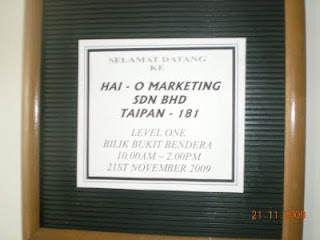 SELAMAT DATANG
KE
HAI - O MARKETING
SDN BHD
TAIPAN - 181
LEVEL ONE
BILIK BUKIT BENDERA
10:00AM ~ 2.00PM
21ST NOVEMBER 2009
21 11 2009